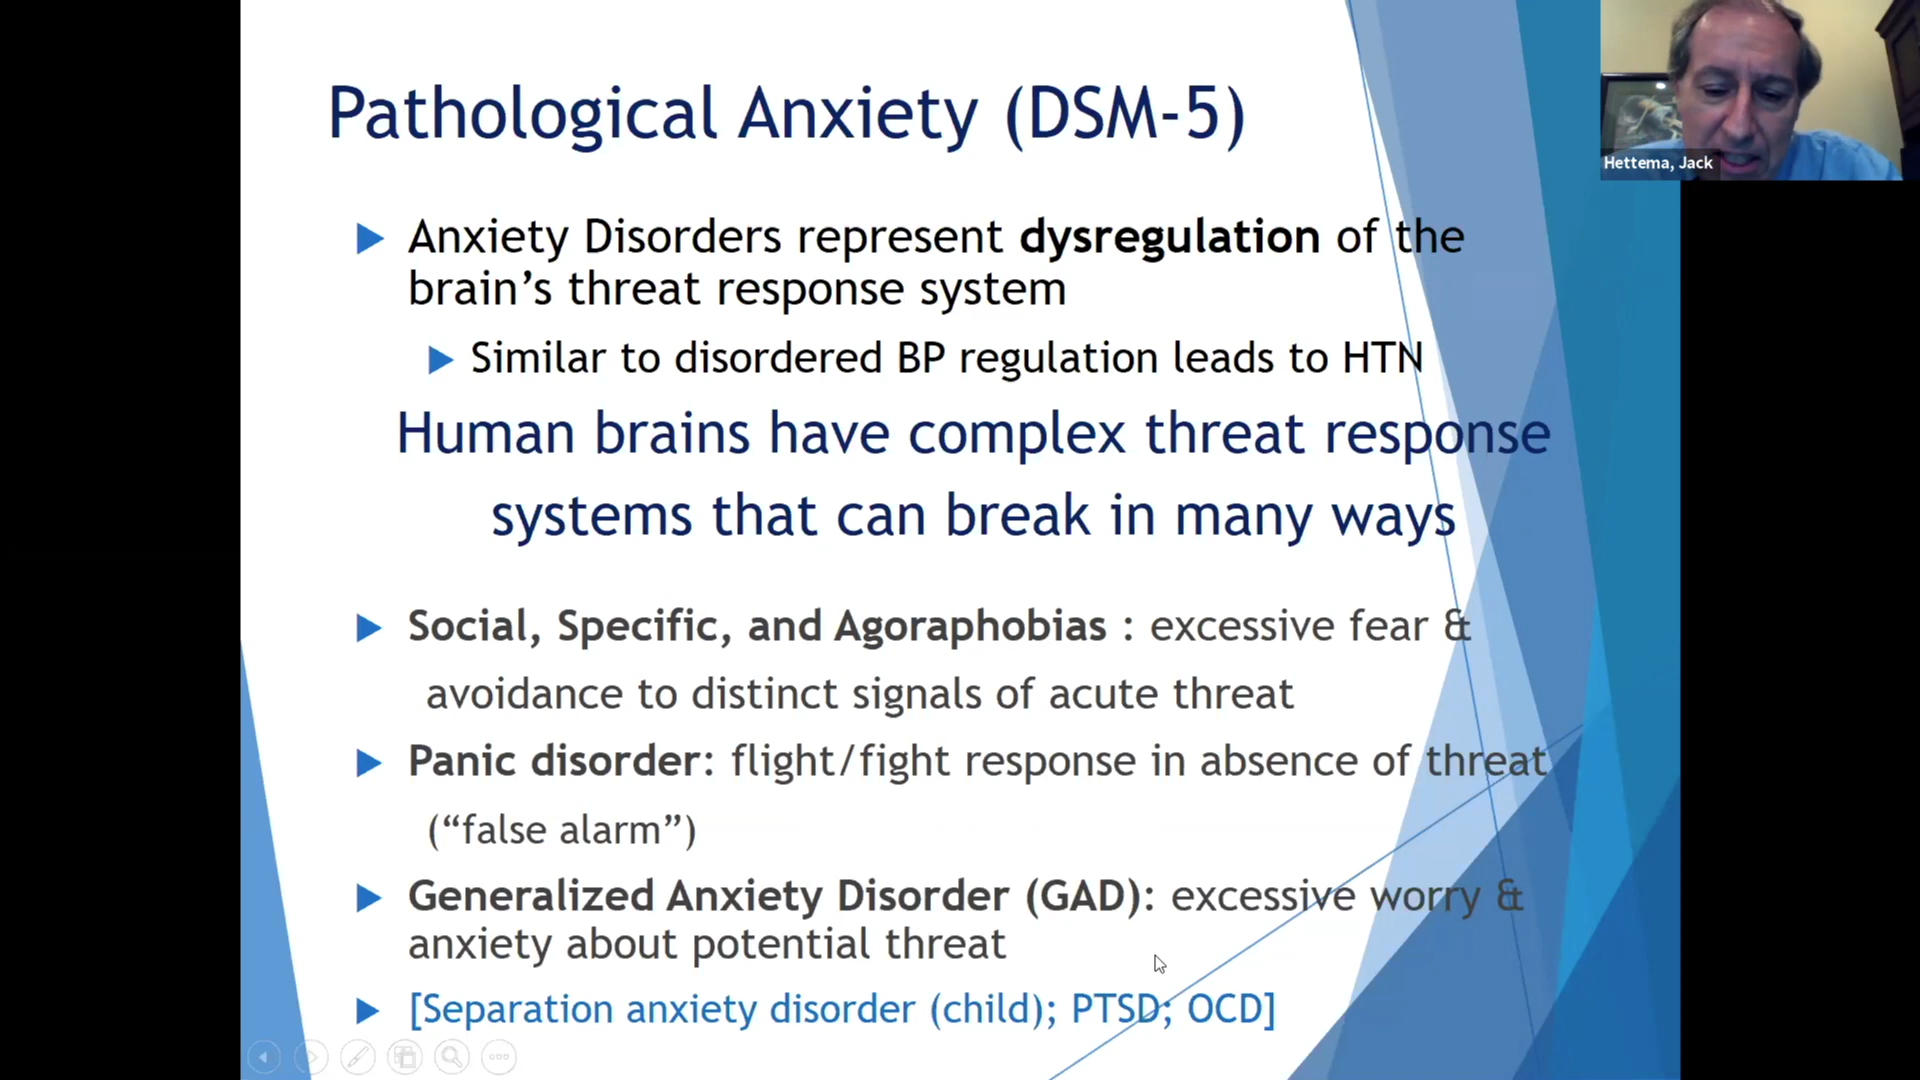 Pathological Anxiety (DSM-5)
Hettema, Jack
Anxiety Disorders represent dysregulation of the
brain’s threat response system
Similar to disordered BP regulation leads to HTN
Human brains have complex threat response
systems that can break in many ways
Social, Specific, and Agoraphobias : excessive fear &
avoidance to distinct signals of acute threat
Panic disorder: flight/fight response in absence of threat
(“false alarm”)
Generalized Anxiety Disorder (GAD): excessive worry &
anxiety about potential threat
[Separation anxiety disorder (child); PTSD; OCD]